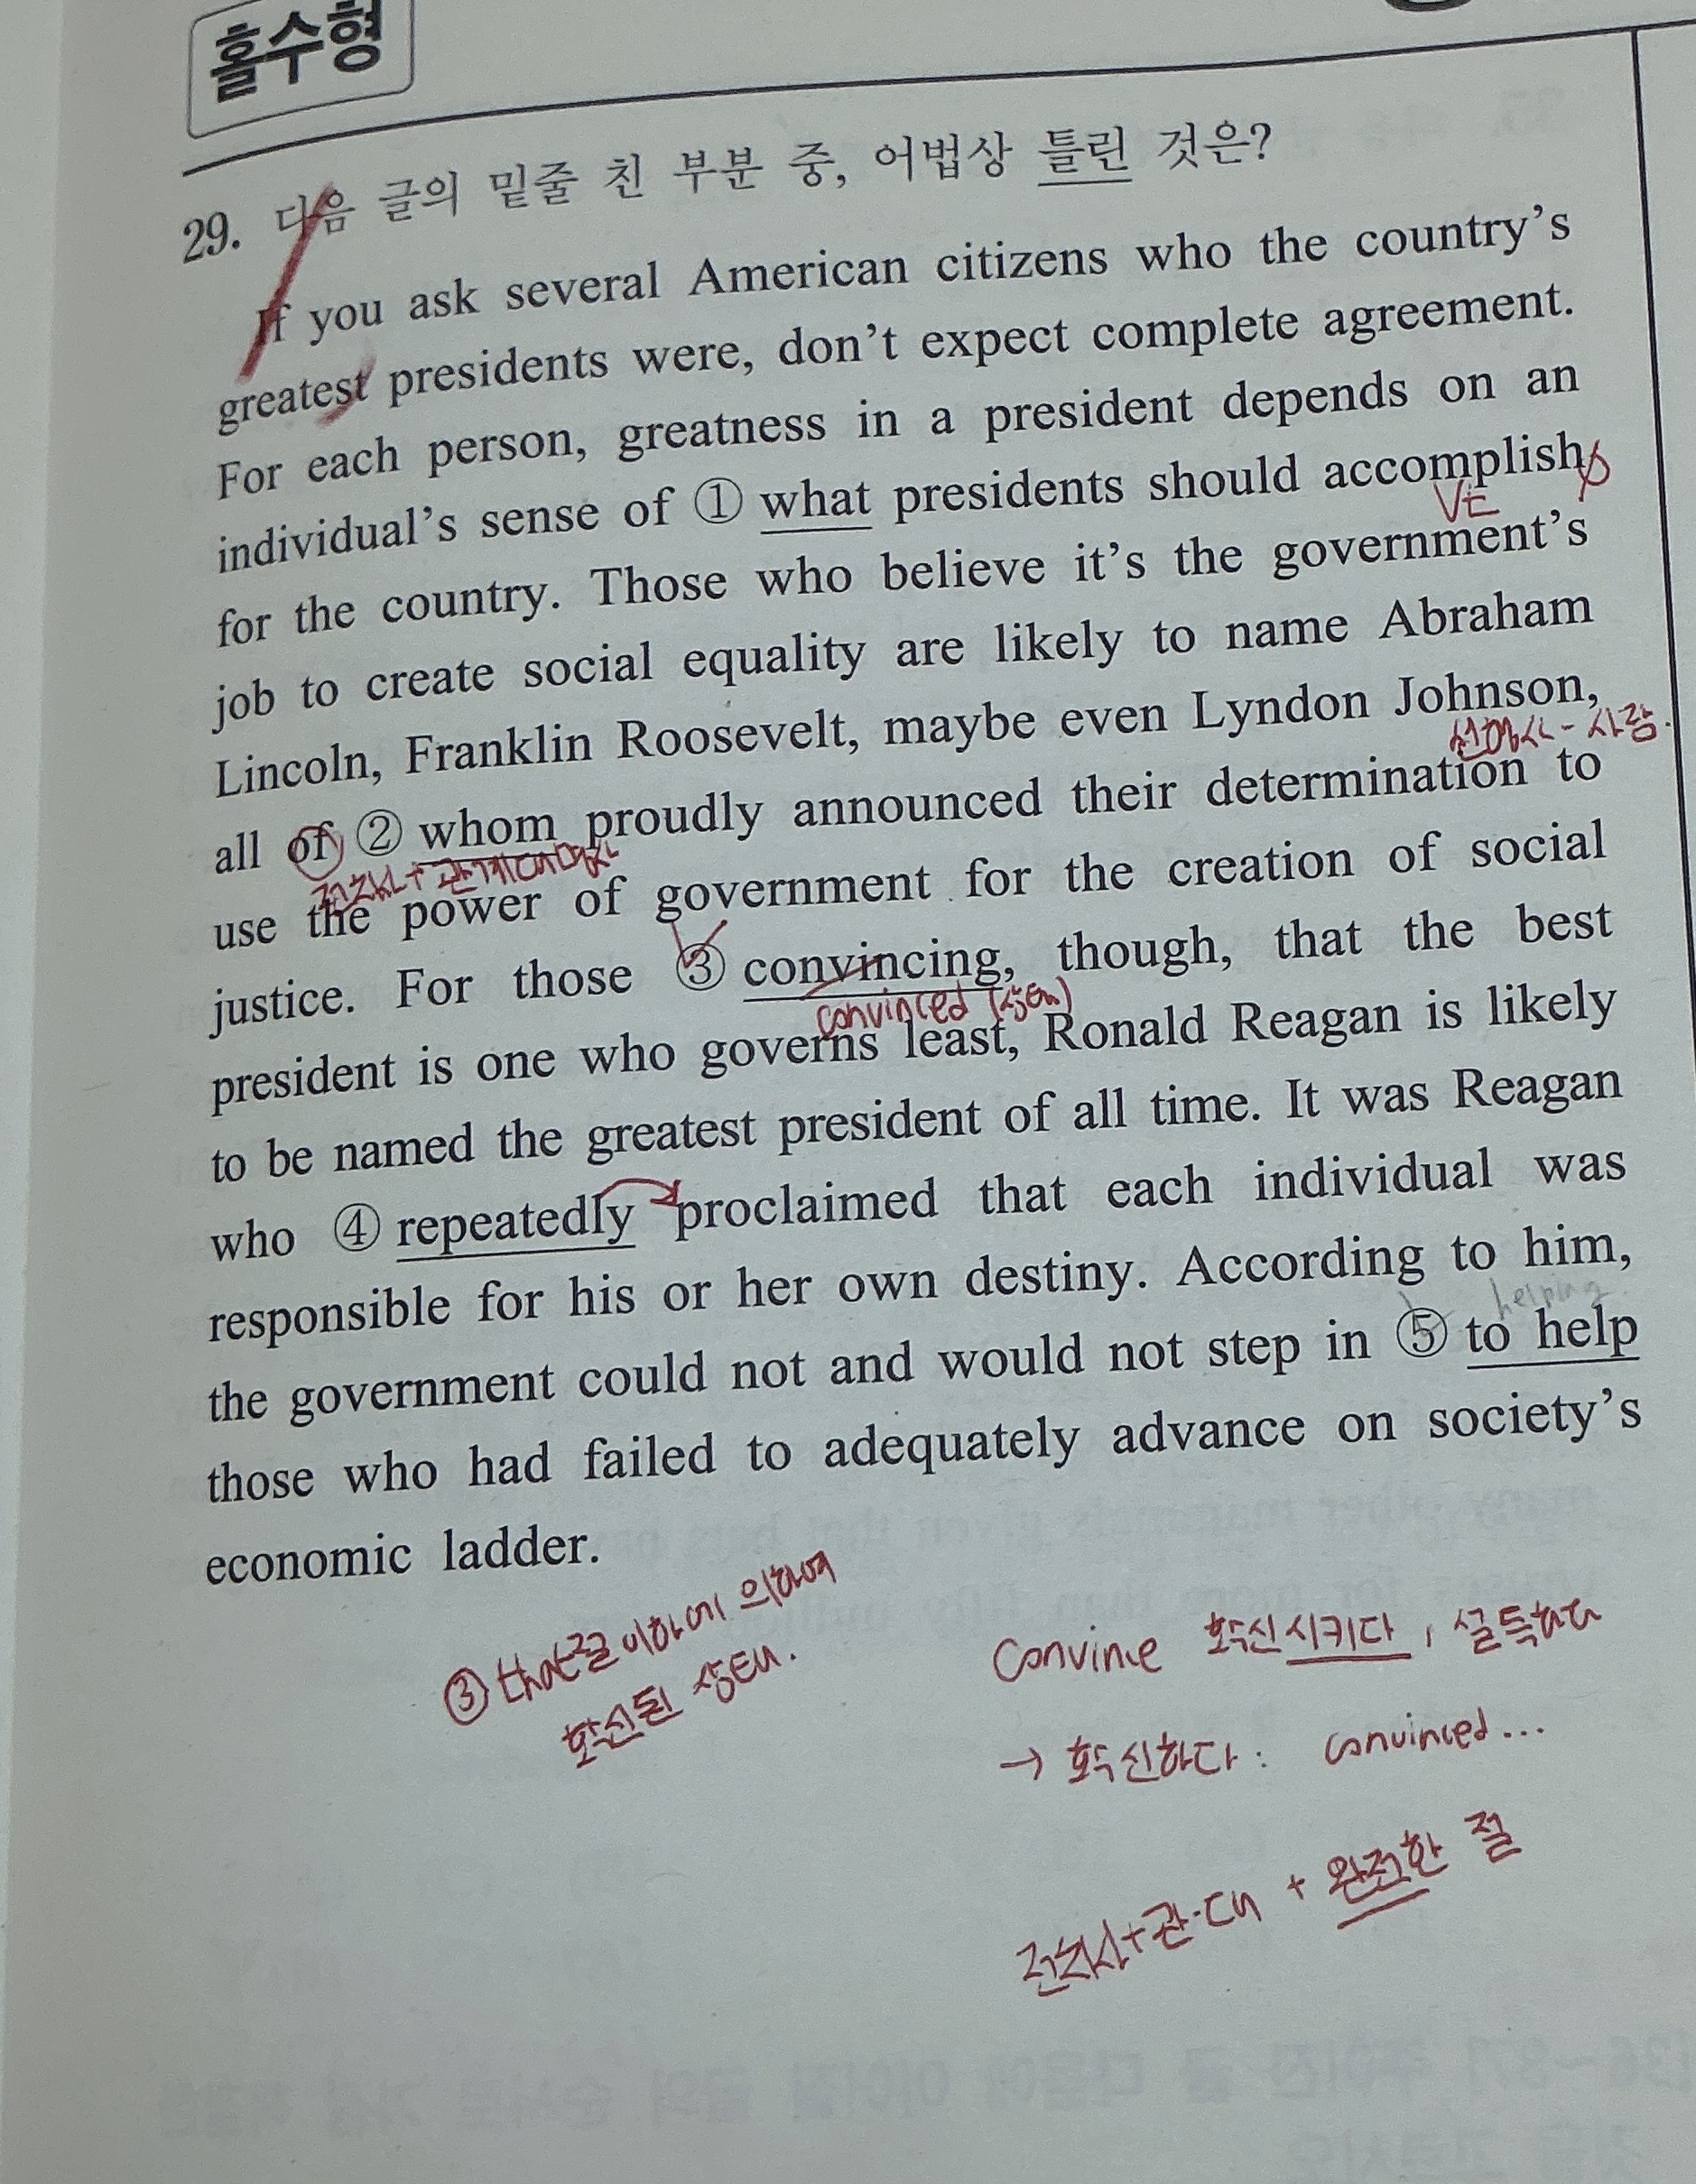 홀수형
29. 다음 글의 밑줄 친 부분 중, 어법상 틀린 것은?
If you ask several American citizens who the country's
greatest presidents were, don't expect complete agreement.
For each person, greatness in a president depends on an
individual's sense of ① what presidents should accomplish
Vt
for the country. Those who believe it's the government's
job to create social equality are likely to name Abraham
Lincoln, Franklin Roosevelt, maybe even Lyndon Johnson,
선행사-사람.
all of ② whom proudly announced their determination to
전치사+관계대명사
use the power of government for the creation of social
justice. For those ③ convincing, though, that the best
convinced (상태)
president is one who governs least, Ronald Reagan is likely
to be named the greatest president of all time. It was Reagan
who ④ repeatedly proclaimed that each individual was
responsible for his or her own destiny. According to him,
helping
the government could not and would not step in ⑤ to help
those who had failed to adequately advance on society's
economic ladder.
③ that절 이하에 의하여
확신된 상태.
Convince 확신시키다, 설득하다
→ 확신하다: convinced...
전치사+관·대 + 완전한 절